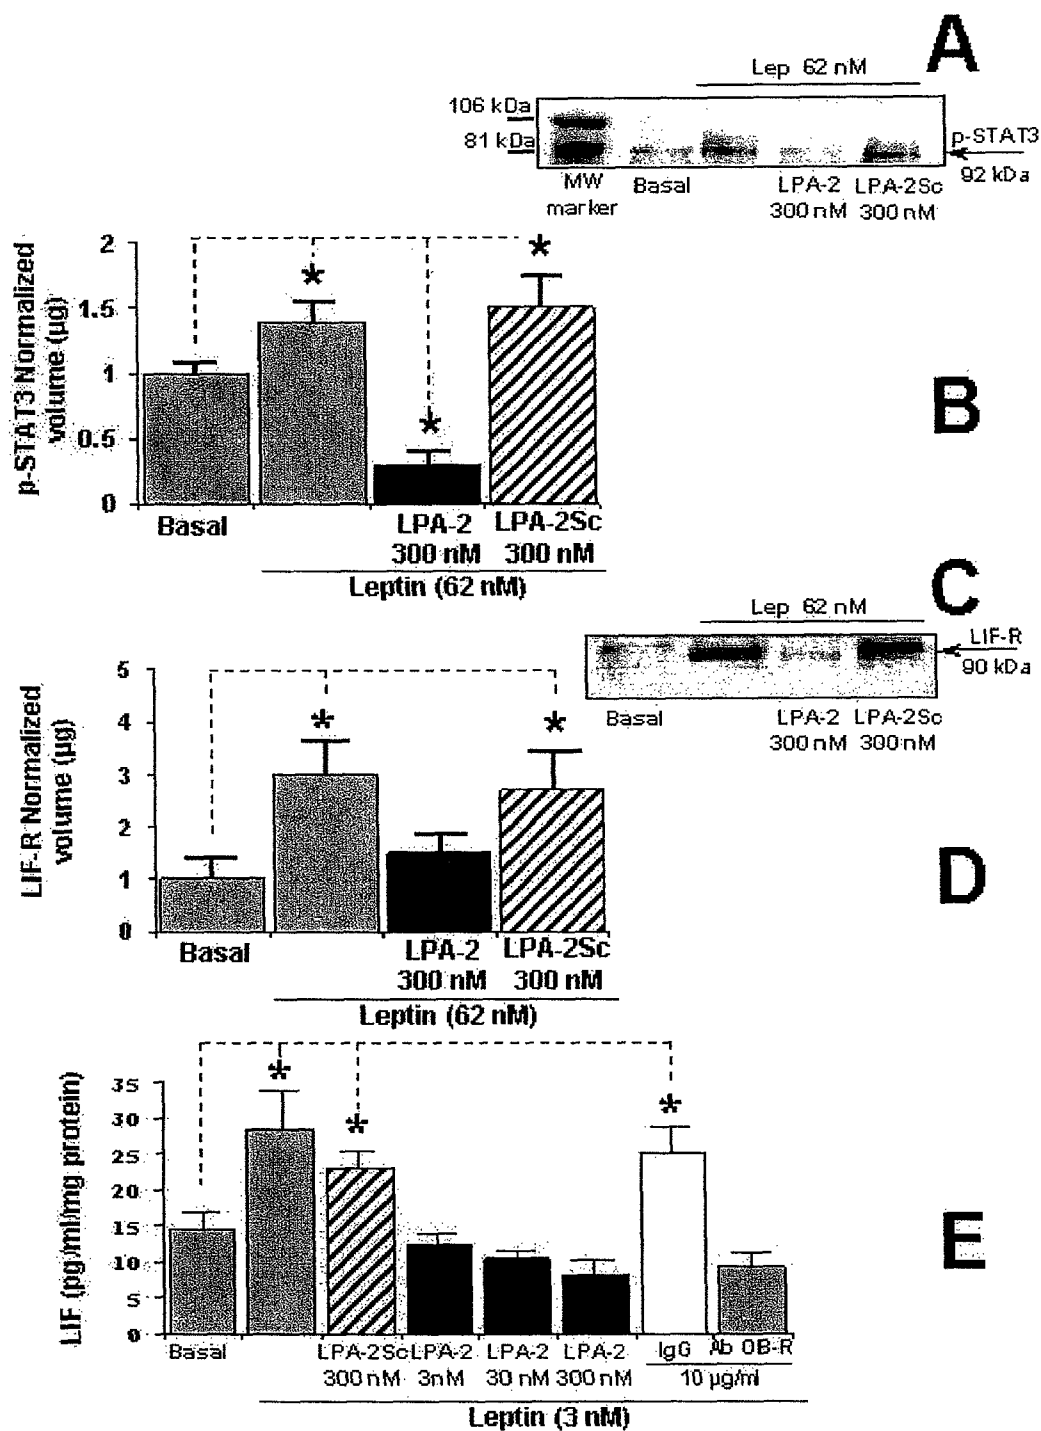 A
Lep 62 nM
106 kDa
81 kDa
p-STAT3
92 kDa
MW
marker
Basal
LPA-2
300 nM
LPA-2Sc
300 nM
p-STAT3 Normalized
volume (µg)
2
1.5
1
0.5
0
*
*
*
B
Basal
LPA-2
300 nM
LPA-2Sc
300 nM
Leptin (62 nM)
C
Lep 62 nM
LIF-R
90 kDa
Basal
LPA-2
300 nM
LPA-2Sc
300 nM
LIF-R Normalized
volume (µg)
5
4
3
2
1
0
*
*
D
Basal
LPA-2
300 nM
LPA-2Sc
300 nM
Leptin (62 nM)
LIF (pg/ml/mg protein)
35
30
25
20
15
10
5
0
*
*
*
E
Basal
LPA-2Sc
300 nM
LPA-2
3nM
LPA-2
30 nM
LPA-2
300 nM
IgG
Ab OB-R
10 µg/ml
Leptin (3 nM)